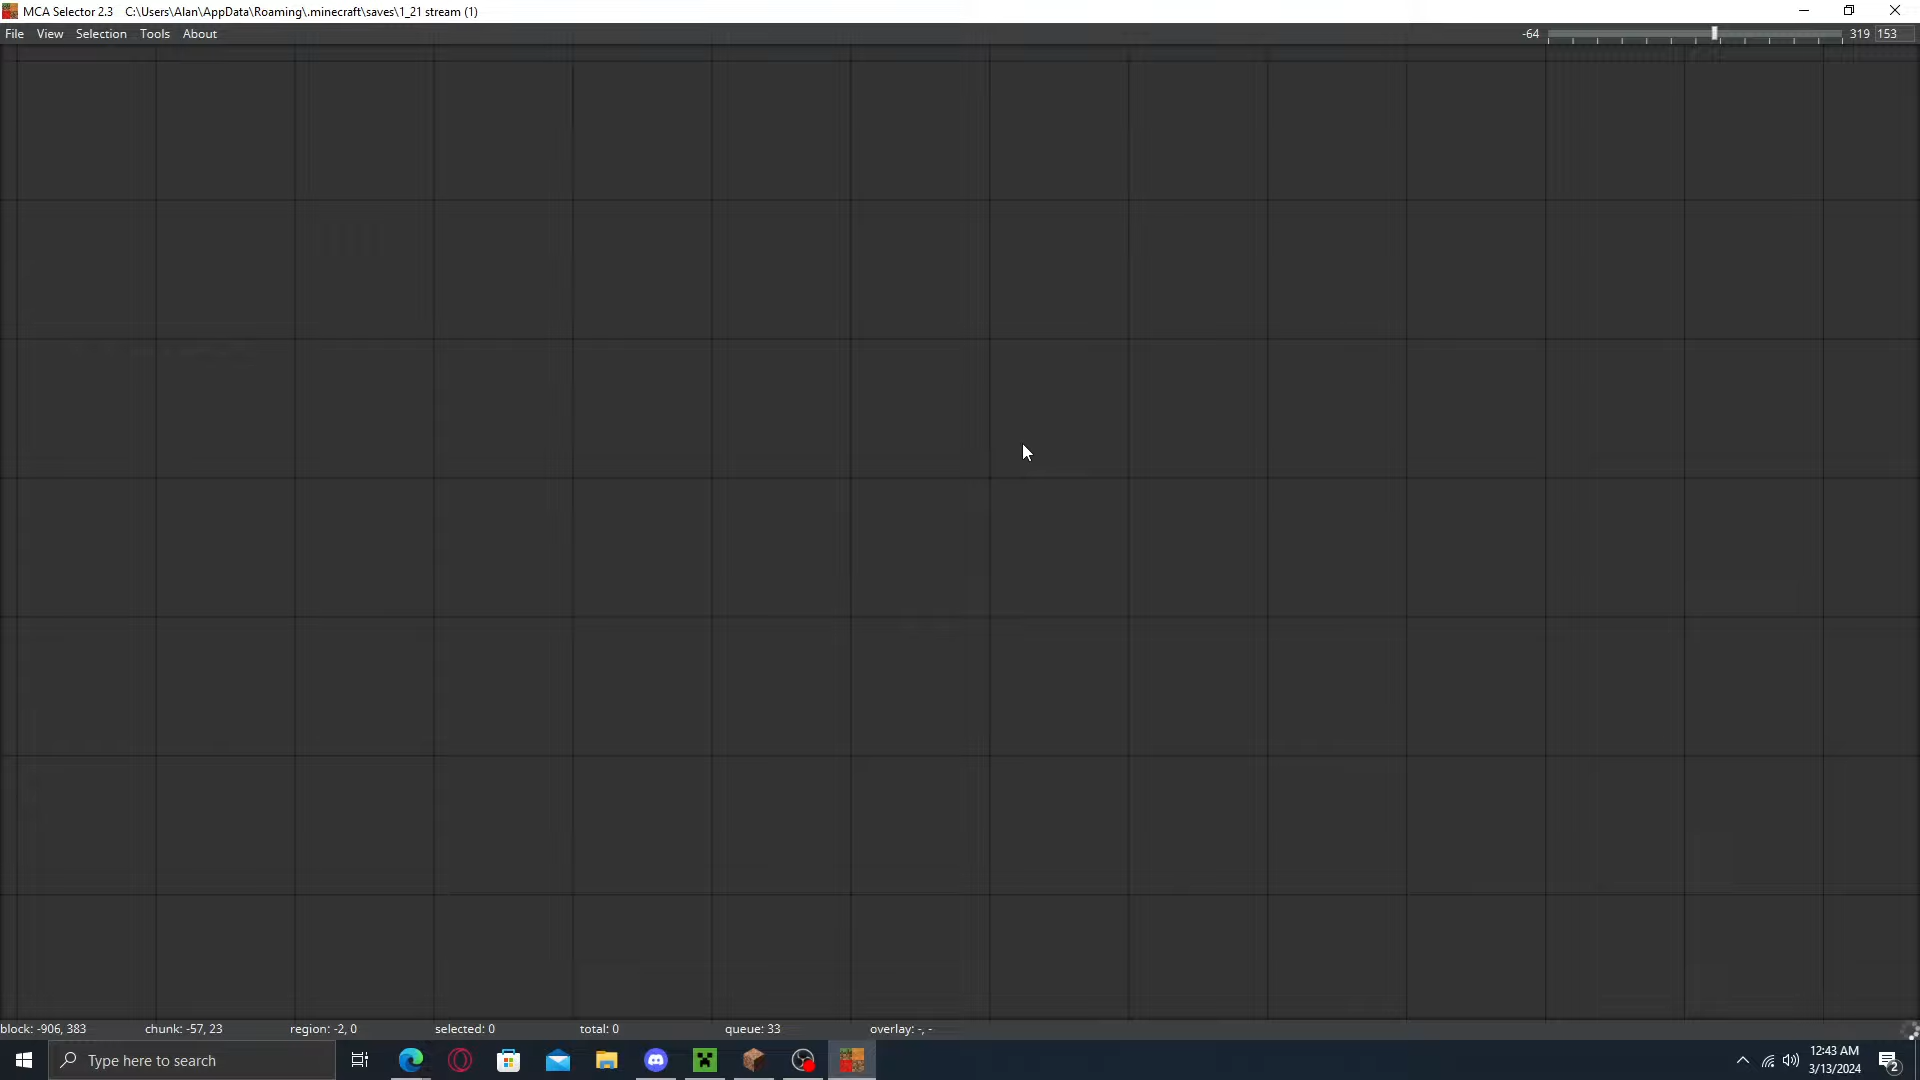 MCA Selector 2.3    C:\Users\Alan\AppData\Roaming\.minecraft\saves\1_21 stream (1)
File View Selection Tools About
-64 319 153
block: -906, 383 chunk: -57, 23 region: -2, 0 selected: 0 total: 0 queue: 33 overlay: -, -
Type here to search
12:43 AM
3/13/2024
2